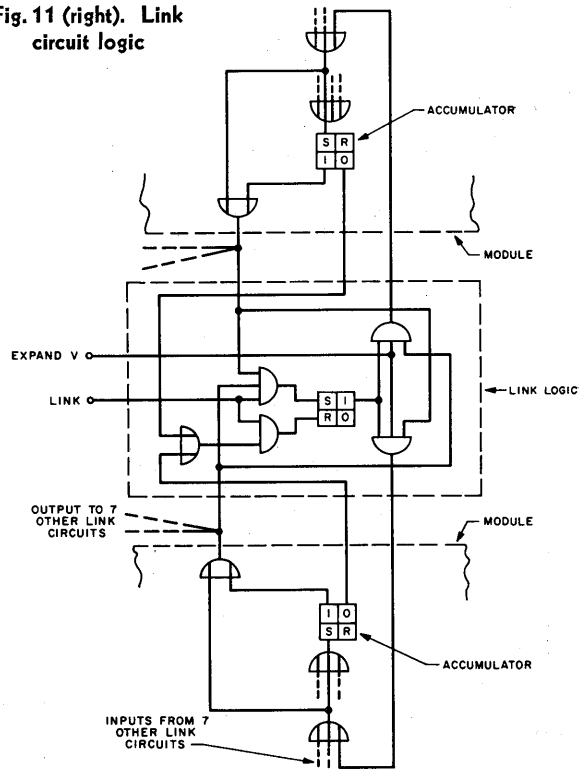 Fig. 11 (right). Link
circuit logic
ACCUMULATOR
S R
I O
MODULE
EXPAND V
LINK
S I
R O
LINK LOGIC
OUTPUT TO 7
OTHER LINK
CIRCUITS
MODULE
I O
S R
ACCUMULATOR
INPUTS FROM 7
OTHER LINK
CIRCUITS